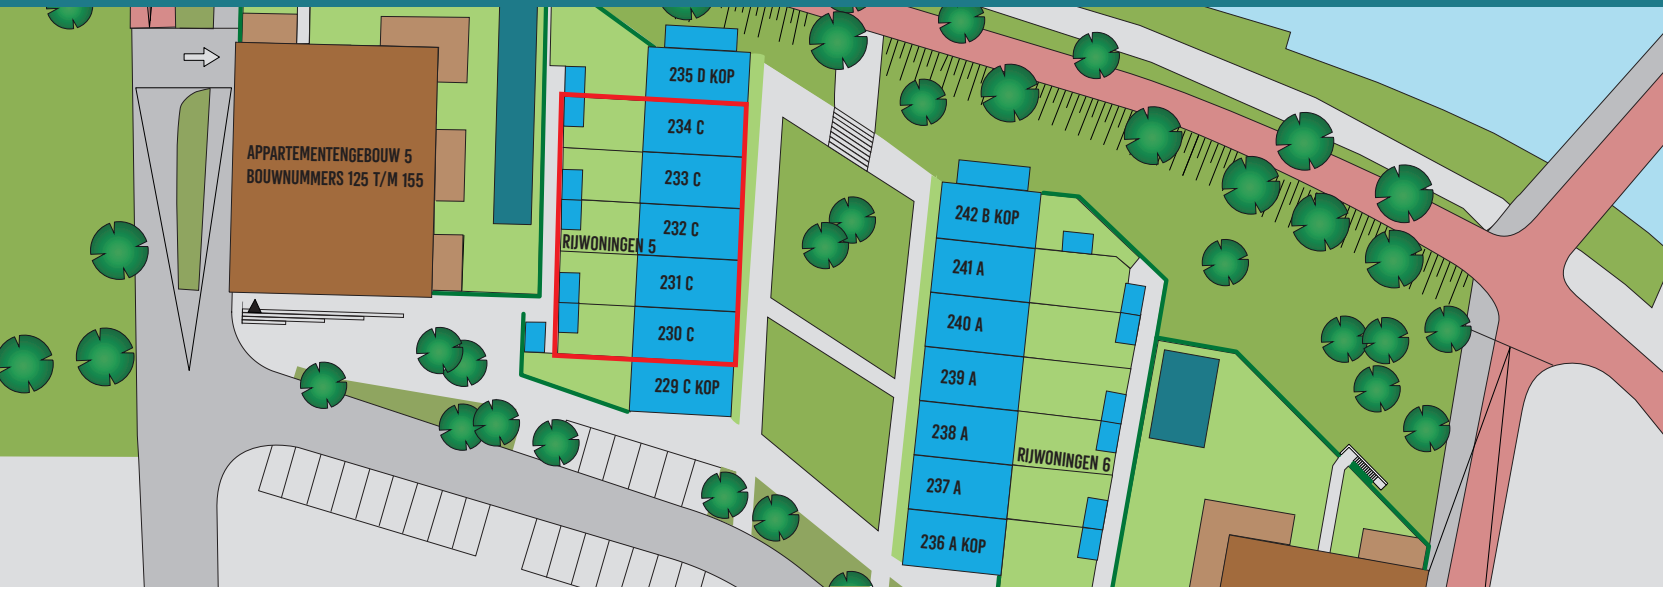 APPARTEMENTENGEBOUW 5
BOUWNUMMERS 125 T/M 155
235 D KOP
234 C
233 C
232 C
RIJWONINGEN 5
231 C
230 C
229 C KOP
242 B KOP
241 A
240 A
239 A
238 A
RIJWONINGEN 6
237 A
236 A KOP